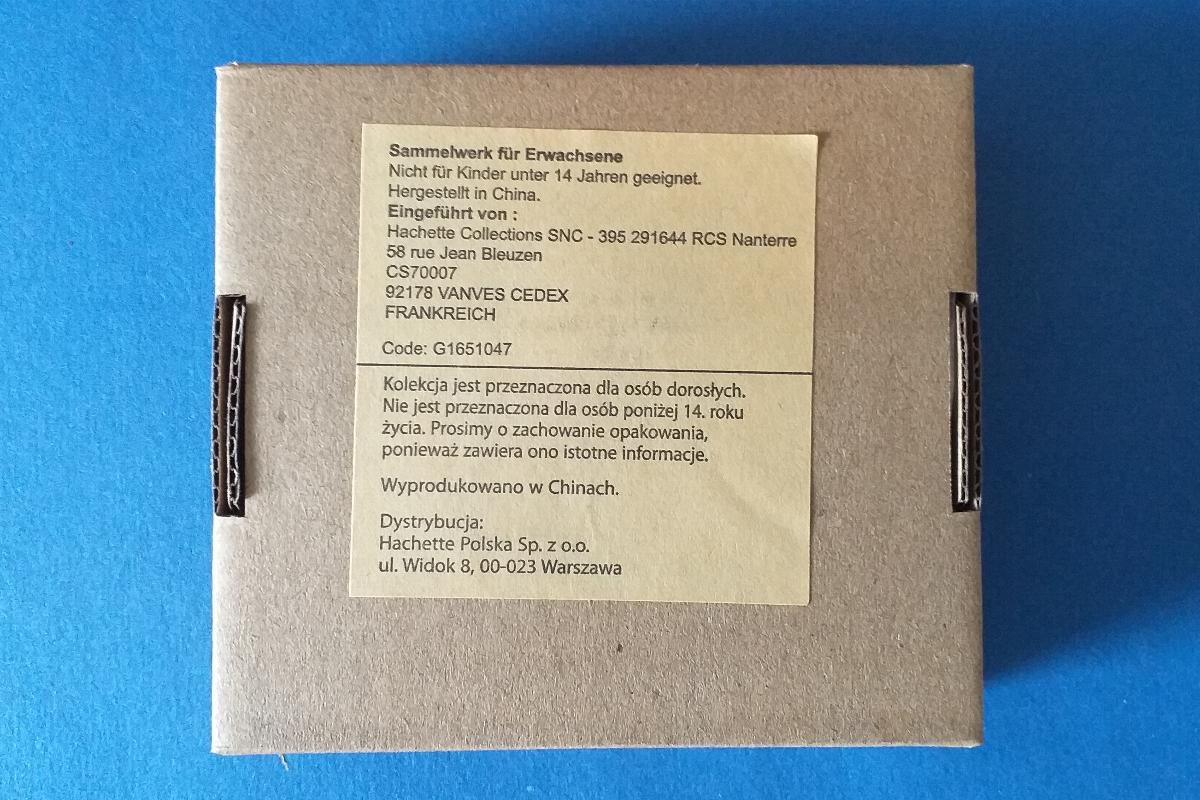 Sammelwerk für Erwachsene
Nicht für Kinder unter 14 Jahren geeignet.
Hergestellt in China.
Eingeführt von :
Hachette Collections SNC - 395 291644 RCS Nanterre
58 rue Jean Bleuzen
CS70007
92178 VANVES CEDEX
FRANKREICH
Code: G1651047
Kolekcja jest przeznaczona dla osób dorosłych.
Nie jest przeznaczona dla osób poniżej 14. roku
życia. Prosimy o zachowanie opakowania,
ponieważ zawiera ono istotne informacje.
Wyprodukowano w Chinach.
Dystrybucja:
Hachette Polska Sp. z o.o.
ul. Widok 8, 00-023 Warszawa